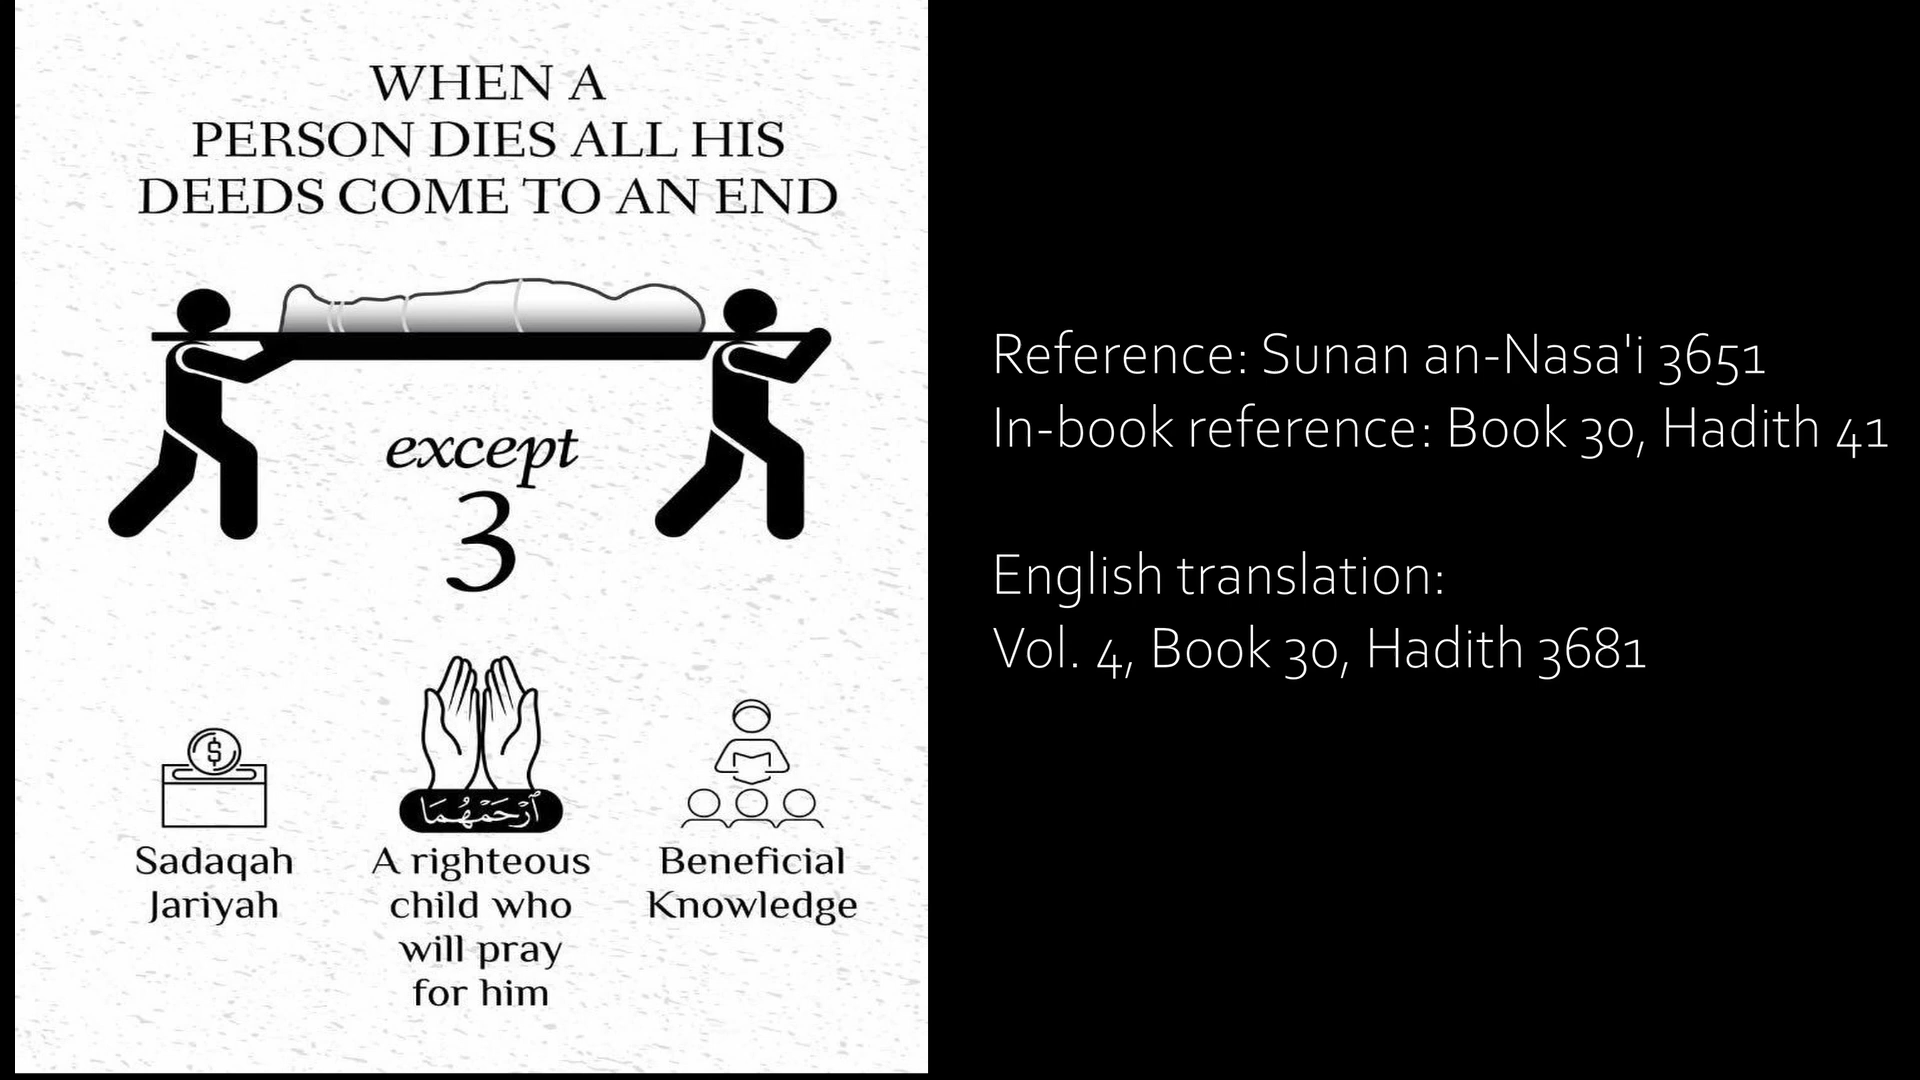 WHEN A
PERSON DIES ALL HIS
DEEDS COME TO AN END
except
3
$
ٱرْحَمْهُمَا
Sadaqah
Jariyah
A righteous
child who
will pray
for him
Beneficial
Knowledge
Reference: Sunan an-Nasa'i 3651
In-book reference: Book 30, Hadith 41
English translation:
Vol. 4, Book 30, Hadith 3681